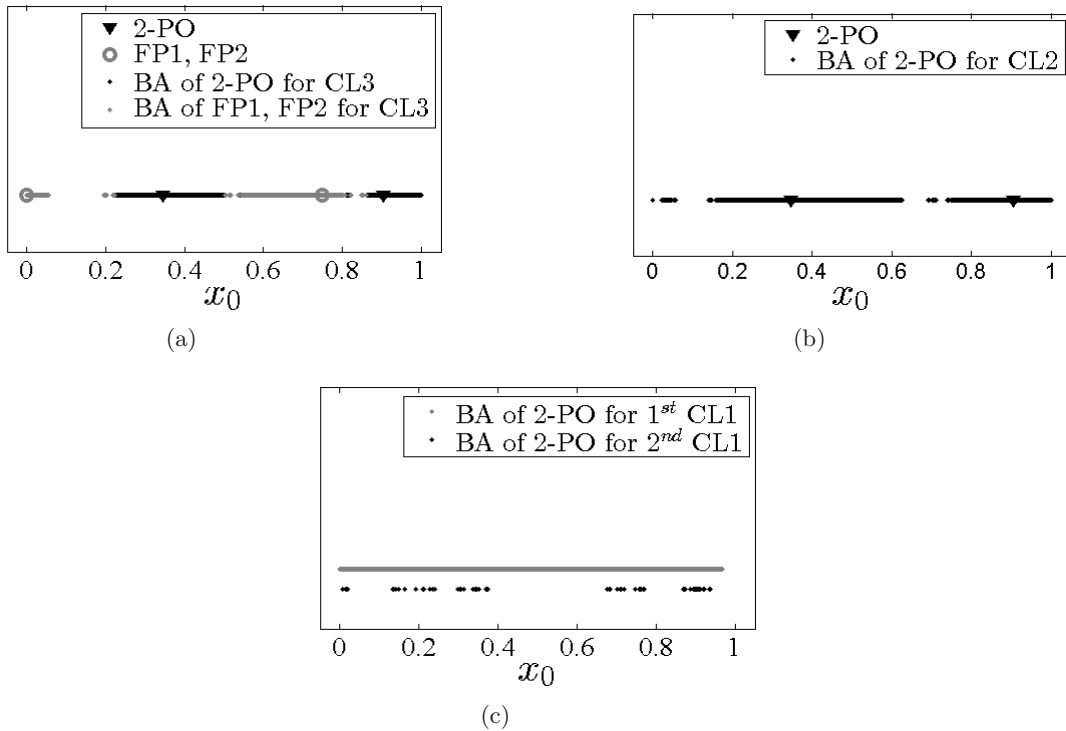 2-PO
FP1, FP2
BA of 2-PO for CL3
BA of FP1, FP2 for CL3
0 0.2 0.4 0.6 0.8 1
x₀
(a)
2-PO
BA of 2-PO for CL2
0 0.2 0.4 0.6 0.8 1
x₀
(b)
BA of 2-PO for 1ˢᵗ CL1
BA of 2-PO for 2ⁿᵈ CL1
0 0.2 0.4 0.6 0.8 1
x₀
(c)